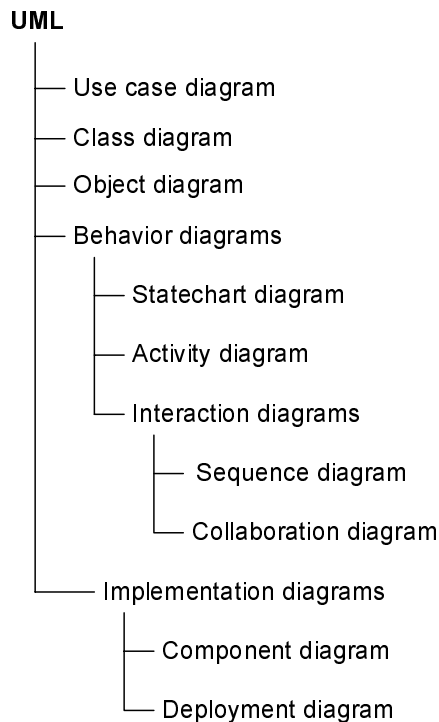 UML
Use case diagram
Class diagram
Object diagram
Behavior diagrams
Statechart diagram
Activity diagram
Interaction diagrams
Sequence diagram
Collaboration diagram
Implementation diagrams
Component diagram
Deployment diagram